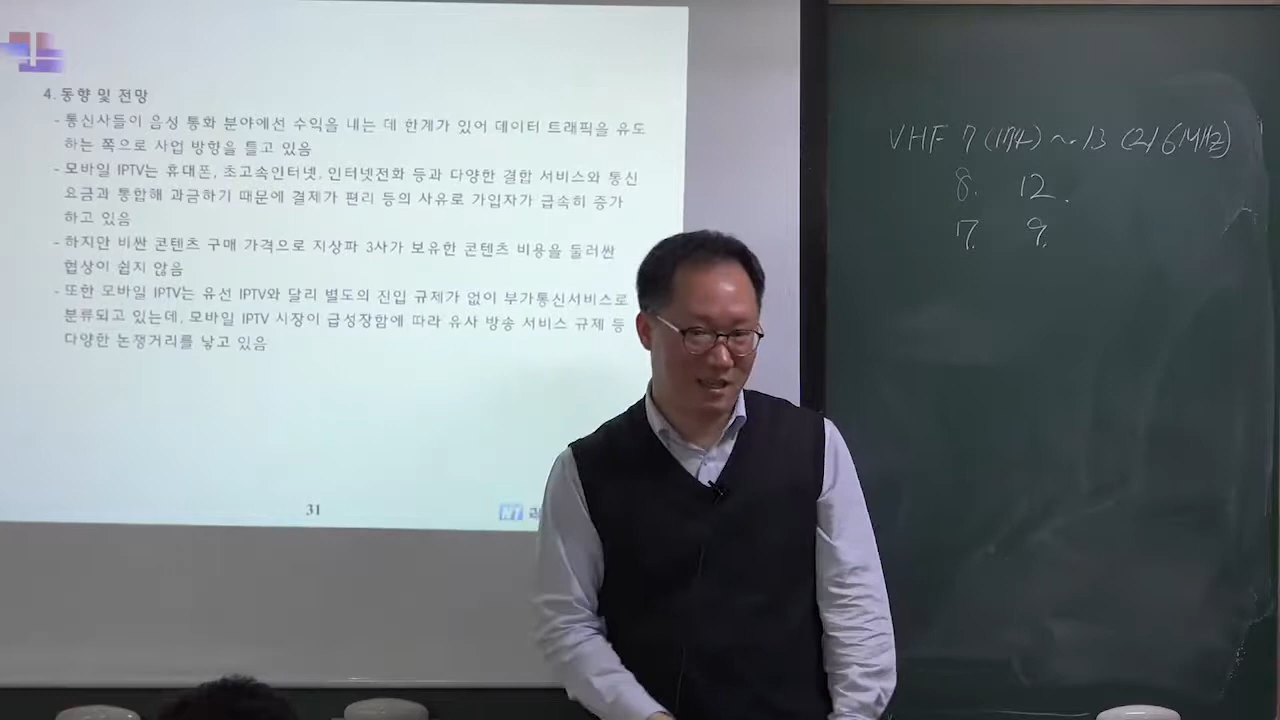 4. 동향 및 전망
- 통신사들이 음성 통화 분야에선 수익을 내는 데 한계가 있어 데이터 트래픽을 유도
하는 쪽으로 사업 방향을 틀고 있음
- 모바일 IPTV는 휴대폰, 초고속인터넷, 인터넷전화 등과 다양한 결합 서비스와 통신
요금과 통합해 과금하기 때문에 결제가 편리 등의 사유로 가입자가 급속히 증가
하고 있음
- 하지만 비싼 콘텐츠 구매 가격으로 지상파 3사가 보유한 콘텐츠 비용을 둘러싼
협상이 쉽지 않음
- 또한 모바일 IPTV는 유선 IPTV와 달리 별도의 진입 규제가 없이 부가통신서비스로
분류되고 있는데, 모바일 IPTV 시장이 급성장함에 따라 유사 방송 서비스 규제 등
다양한 논쟁거리를 낳고 있음
31
NT
VHF 7 (174) ~ 13 (216MHz)
8. 12.
7. 9.